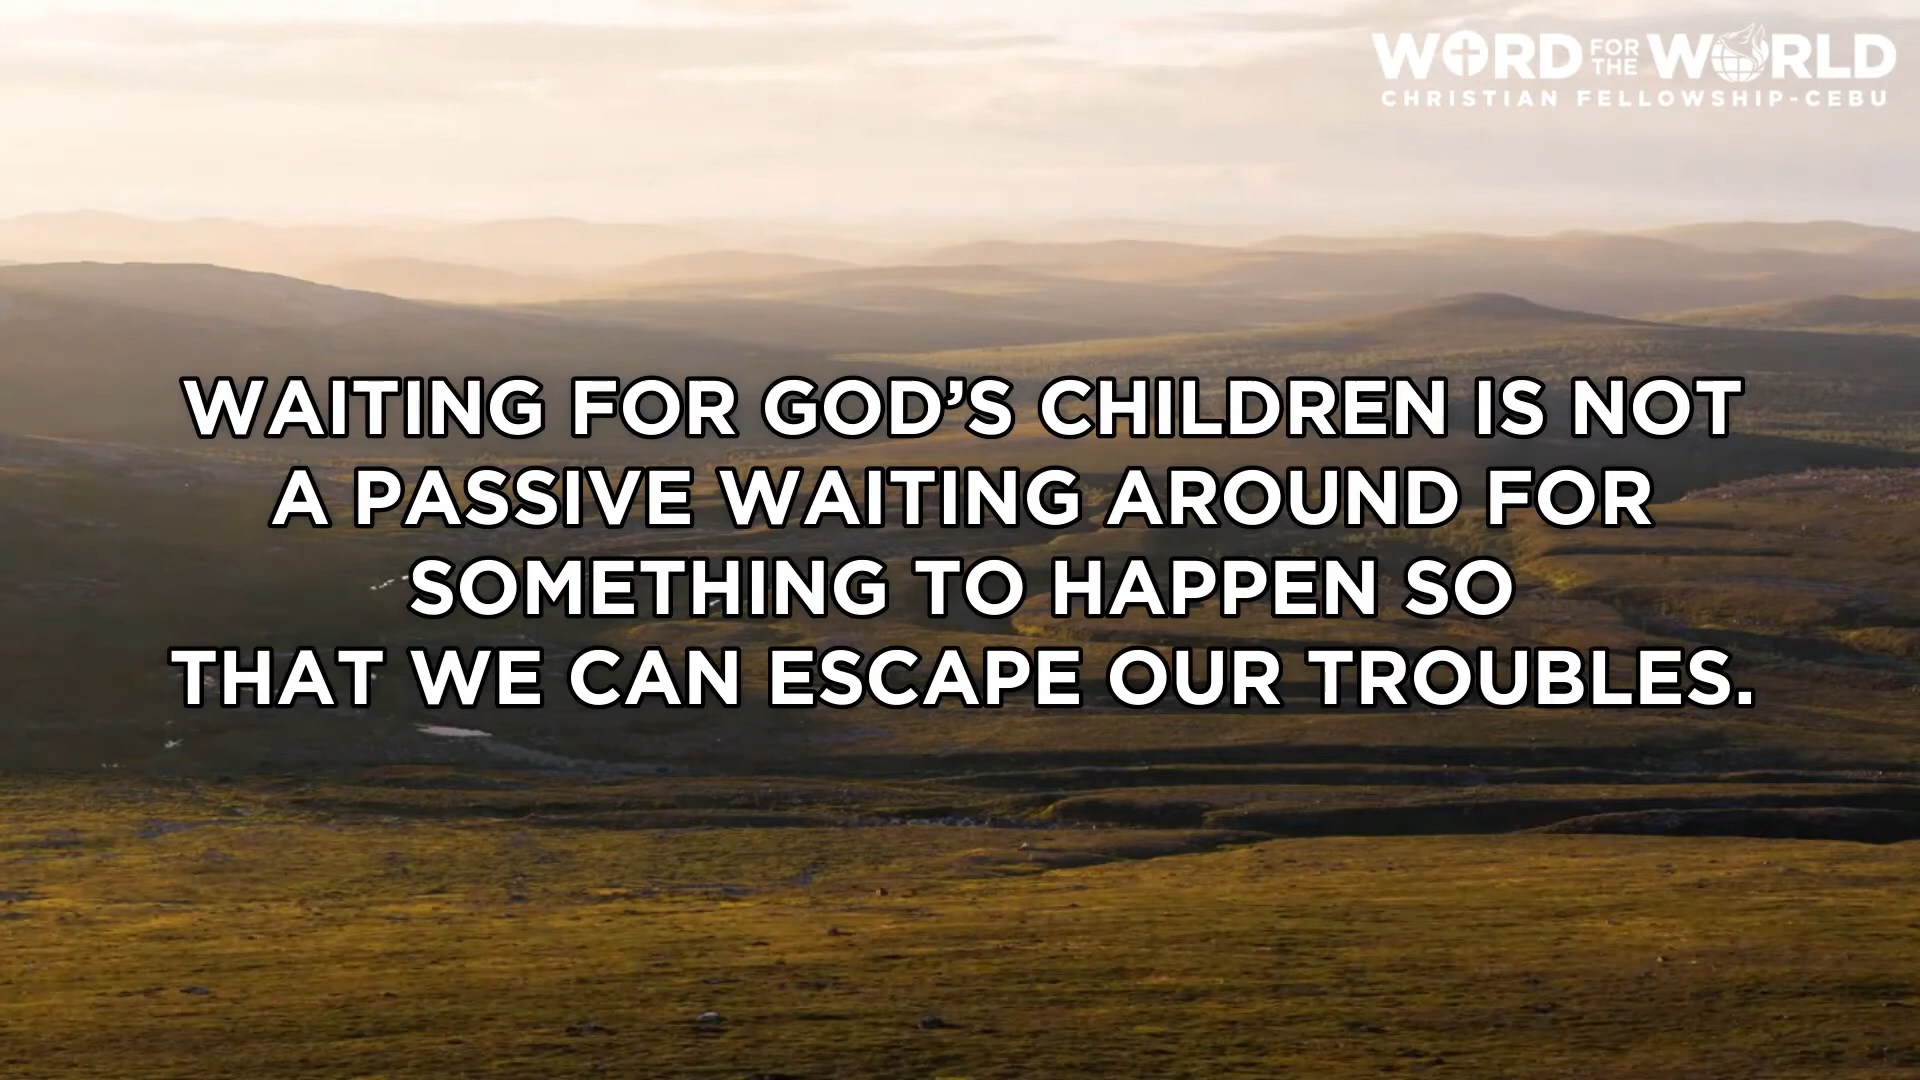 WORD FOR THE WORLD
CHRISTIAN FELLOWSHIP-CEBU
WAITING FOR GOD’S CHILDREN IS NOT
A PASSIVE WAITING AROUND FOR
SOMETHING TO HAPPEN SO
THAT WE CAN ESCAPE OUR TROUBLES.